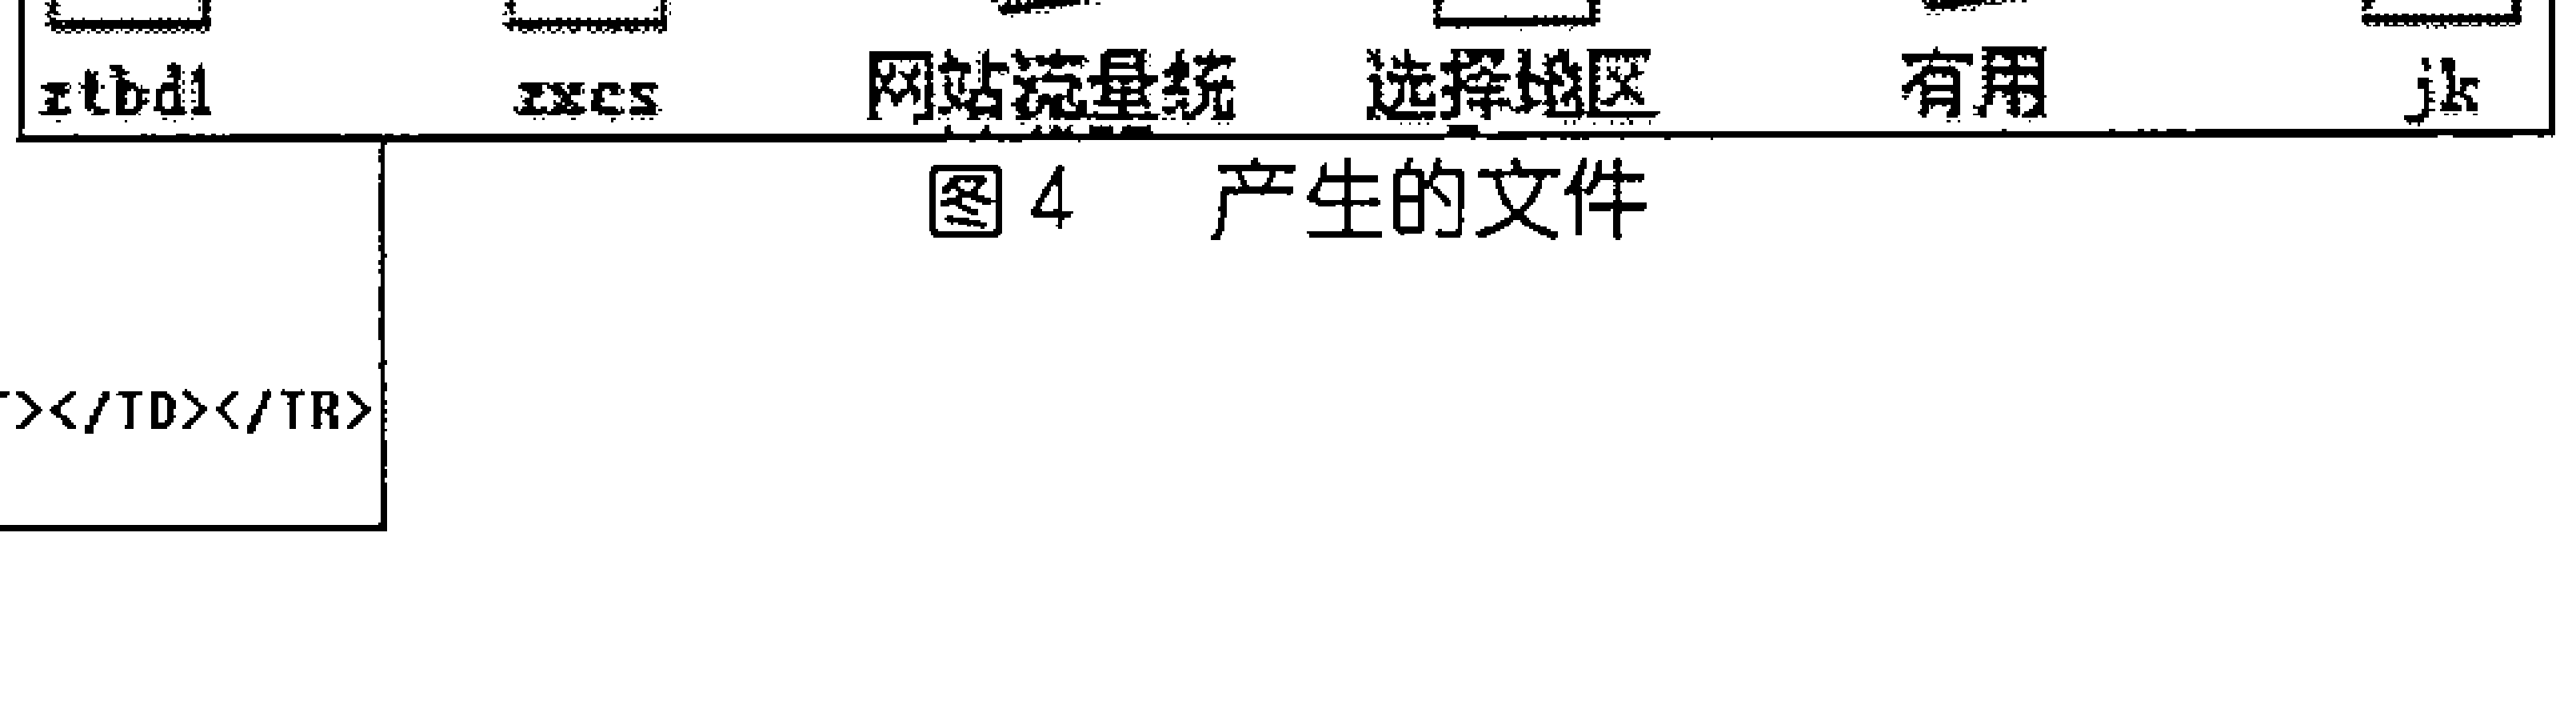 rtbdl zxcs 网站流量统 选择地区 有用 jk
图4 产生的文件
T></TD></TR>